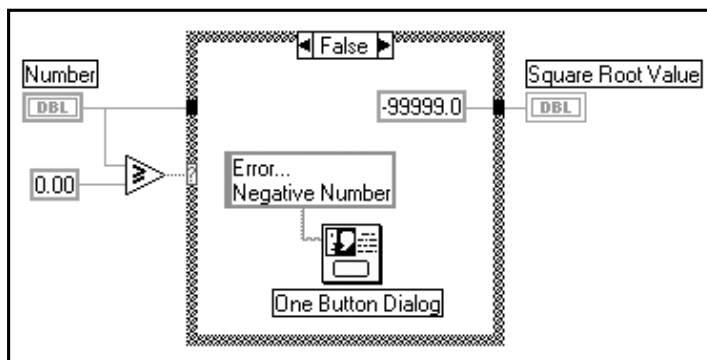 False
Number
DBL
0.00
≥
?
Error...
Negative Number
One Button Dialog
-99999.0
Square Root Value
DBL